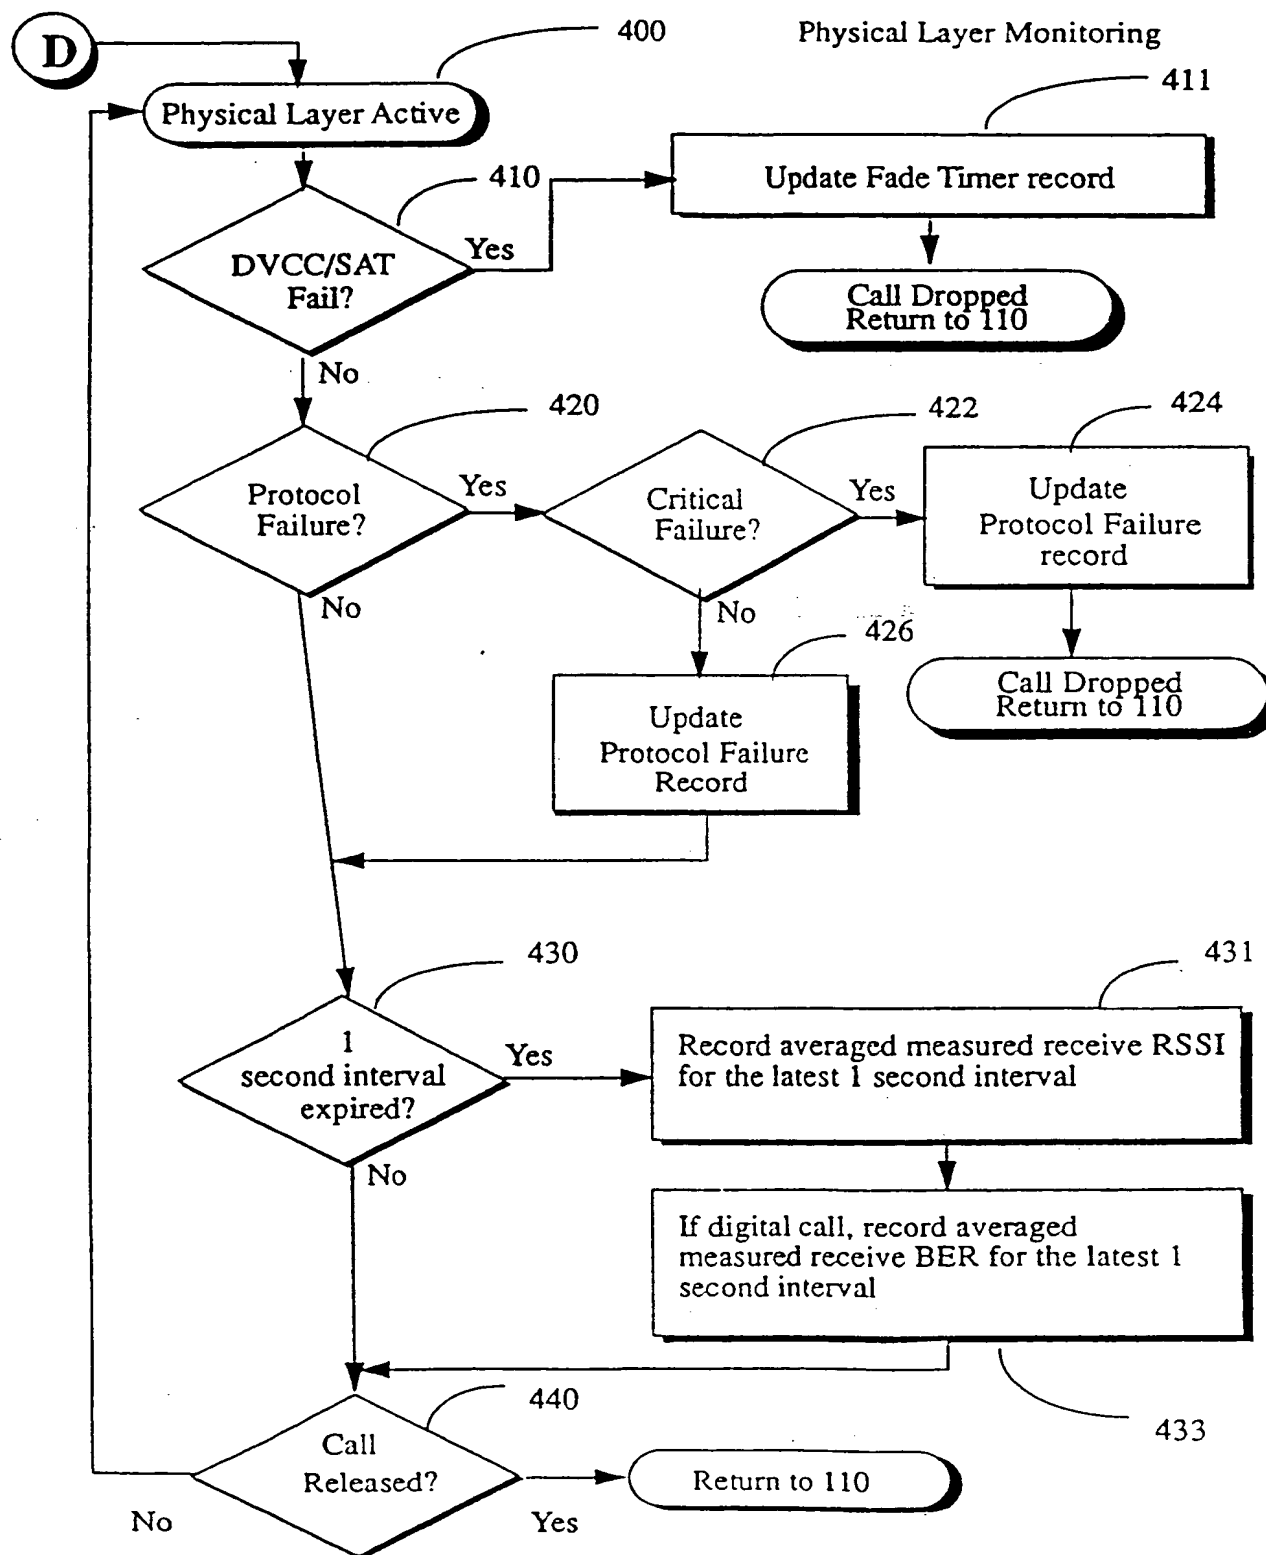 D
400
Physical Layer Monitoring
411
Physical Layer Active
Update Fade Timer record
410
DVCC/SAT
Fail?
Yes
Call Dropped
Return to 110
No
420
422
424
Protocol
Failure?
Yes
Critical
Failure?
Yes
Update
Protocol Failure
record
No
No
426
Call Dropped
Return to 110
Update
Protocol Failure
Record
430
431
1
second interval
expired?
Yes
Record averaged measured receive RSSI
for the latest 1 second interval
No
If digital call, record averaged
measured receive BER for the latest 1
second interval
440
433
Call
Released?
Return to 110
No
Yes